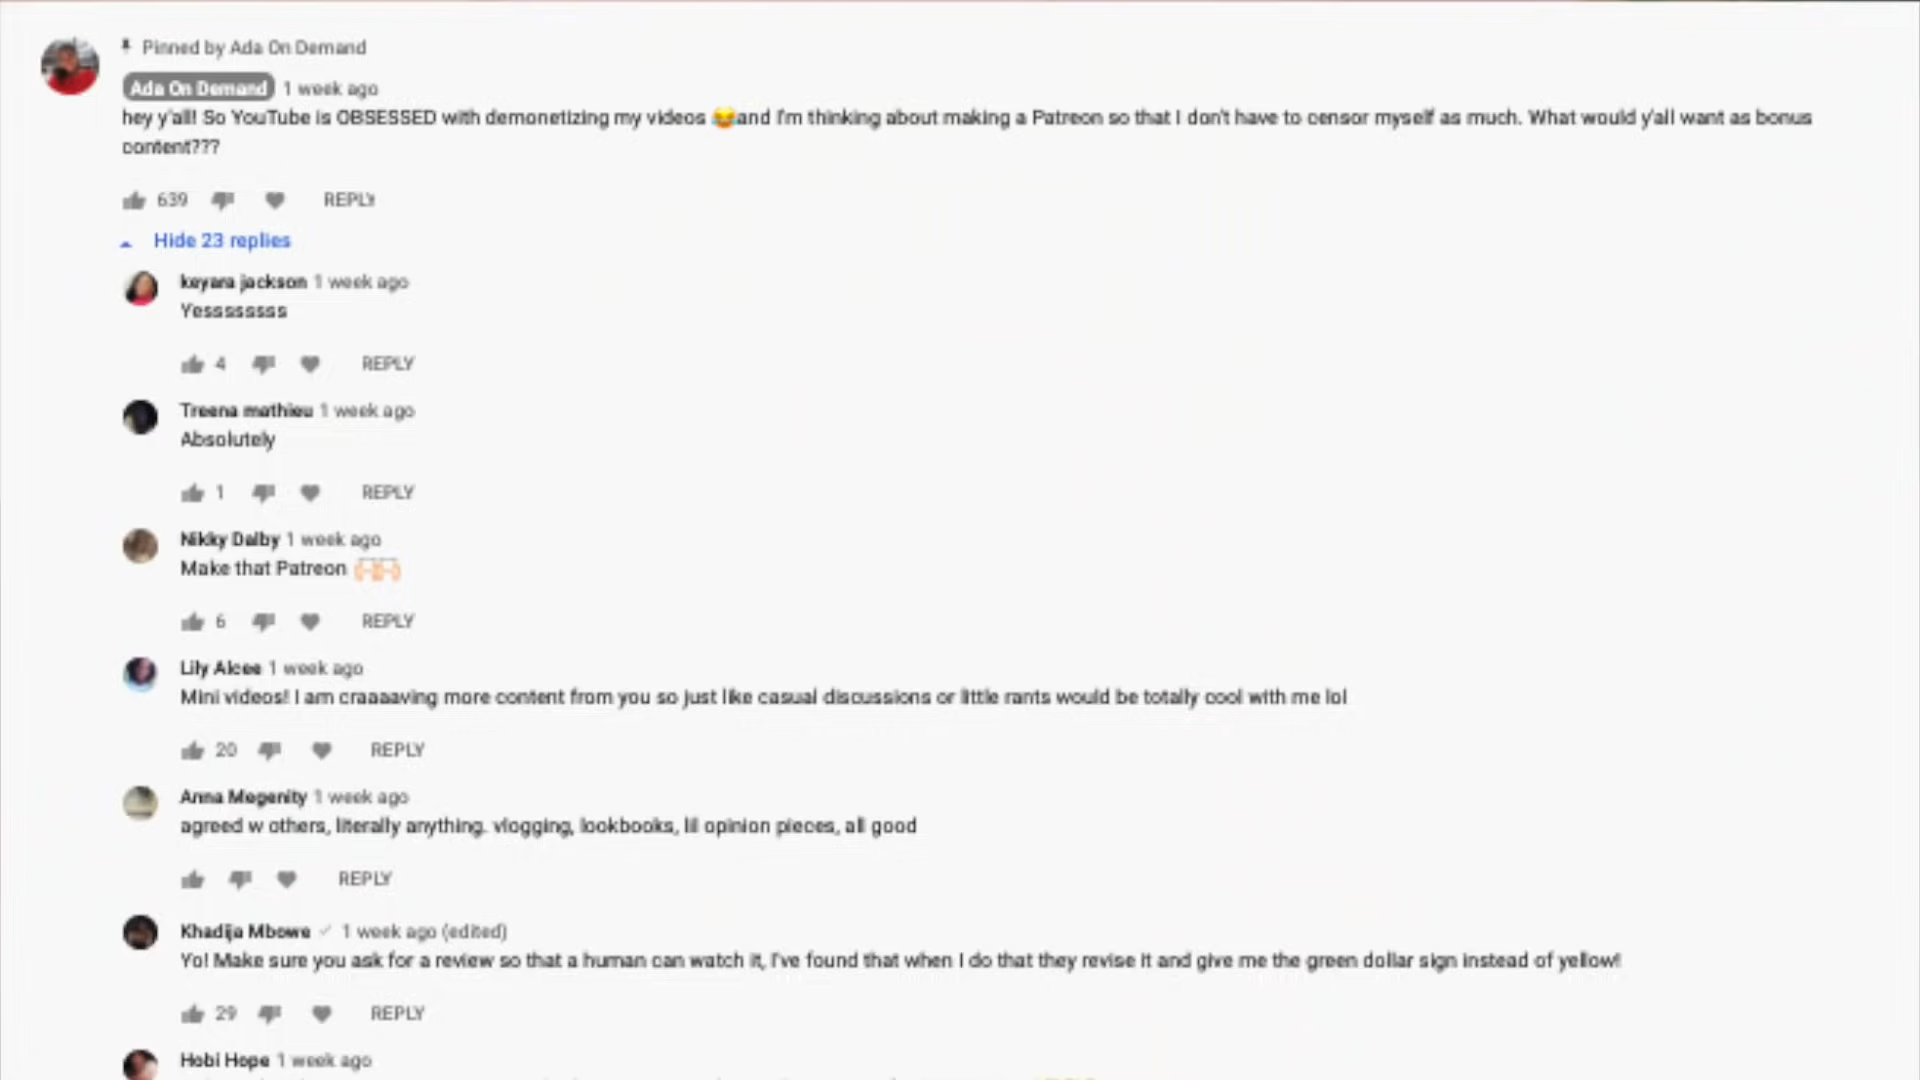 Pinned by Ada On Demand
Ada On Demand 1 week ago
hey y'all! So YouTube is OBSESSED with demonetizing my videos 😂and I'm thinking about making a Patreon so that I don't have to censor myself as much. What would y'all want as bonus
content???
639 REPLY
Hide 23 replies
keyara jackson 1 week ago
Yesssssssss
4 REPLY
Treena mathieu 1 week ago
Absolutely
1 REPLY
Nikky Dalby 1 week ago
Make that Patreon 🙌🏻🙌🏻
6 REPLY
Lily Alcee 1 week ago
Mini videos! I am craaaaving more content from you so just like casual discussions or little rants would be totally cool with me lol
20 REPLY
Anna Megenity 1 week ago
agreed w others, literally anything. vlogging, lookbooks, lil opinion pieces, all good
REPLY
Khadija Mbowe ✓ 1 week ago (edited)
Yo! Make sure you ask for a review so that a human can watch it, I've found that when I do that they revise it and give me the green dollar sign instead of yellow!
29 REPLY
Hobi Hope 1 week ago